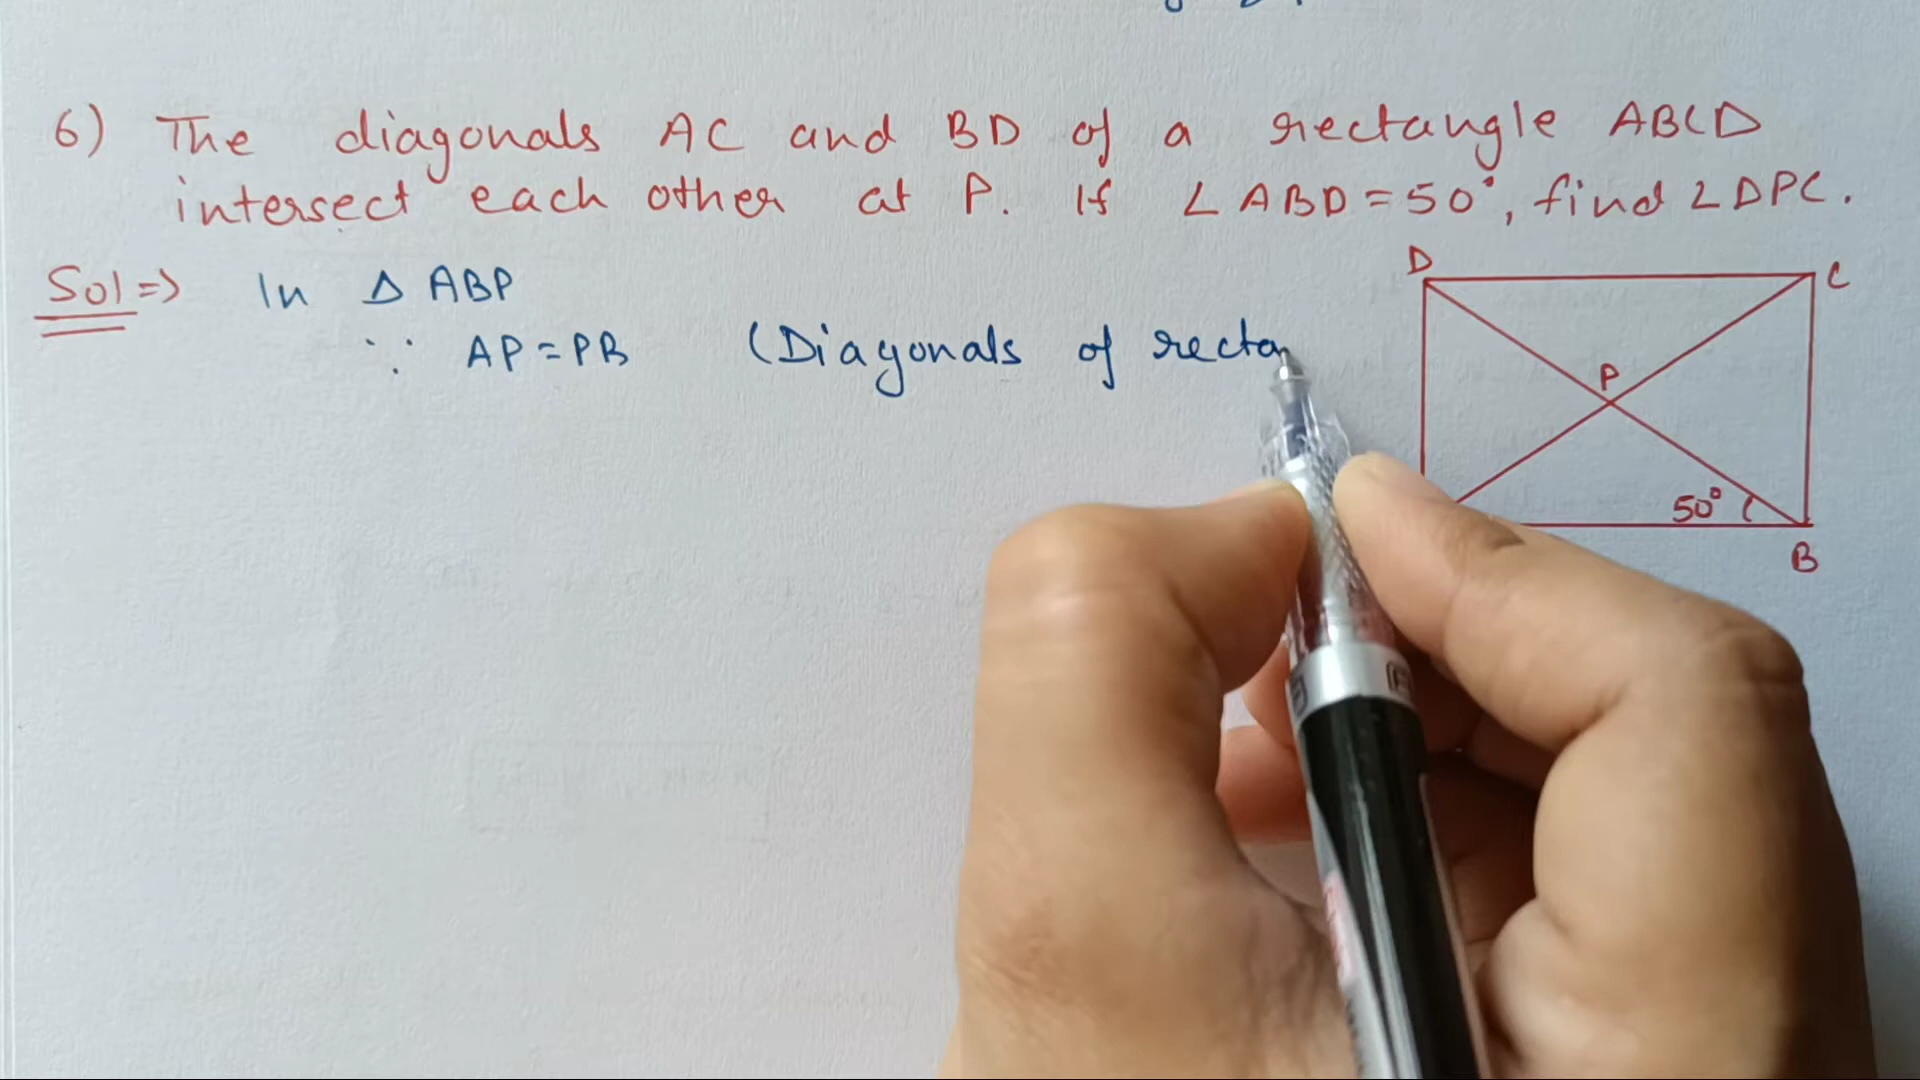 6) The diagonals AC and BD of a rectangle ABCD
intersect each other at P. If ∠ABD=50°, find ∠DPC.
Sol => In Δ ABP
∵ AP=PB (Diagonals of recta
D
C
P
50°
B